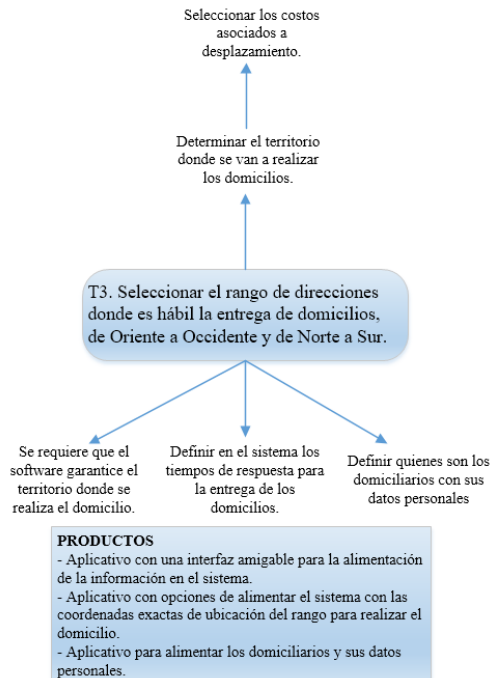 Seleccionar los costos
asociados a
desplazamiento.
Determinar el territorio
donde se van a realizar
los domicilios.
T3. Seleccionar el rango de direcciones
donde es hábil la entrega de domicilios,
de Oriente a Occidente y de Norte a Sur.
Se requiere que el
software garantice el
territorio donde se
realiza el domicilio.
Definir en el sistema los
tiempos de respuesta para
la entrega de los
domicilios.
Definir quienes son los
domiciliarios con sus
datos personales
PRODUCTOS
- Aplicativo con una interfaz amigable para la alimentación
de la información en el sistema.
- Aplicativo con opciones de alimentar el sistema con las
coordenadas exactas de ubicación del rango para realizar el
domicilio.
- Aplicativo para alimentar los domiciliarios y sus datos
personales.